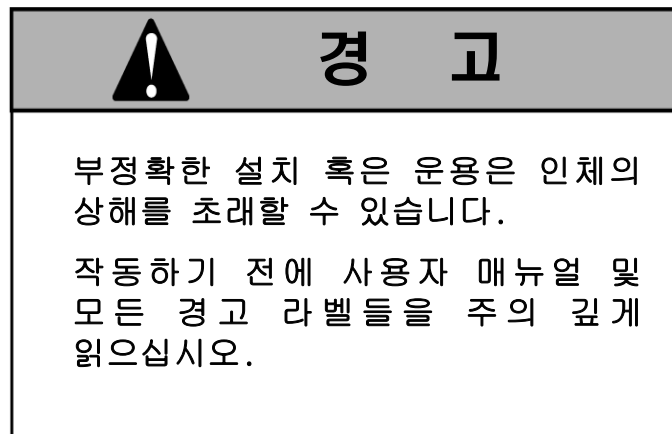 경 고
부정확한 설치 혹은 운용은 인체의
상해를 초래할 수 있습니다.
작동하기 전에 사용자 매뉴얼 및
모든 경고 라벨들을 주의 깊게
읽으십시오.